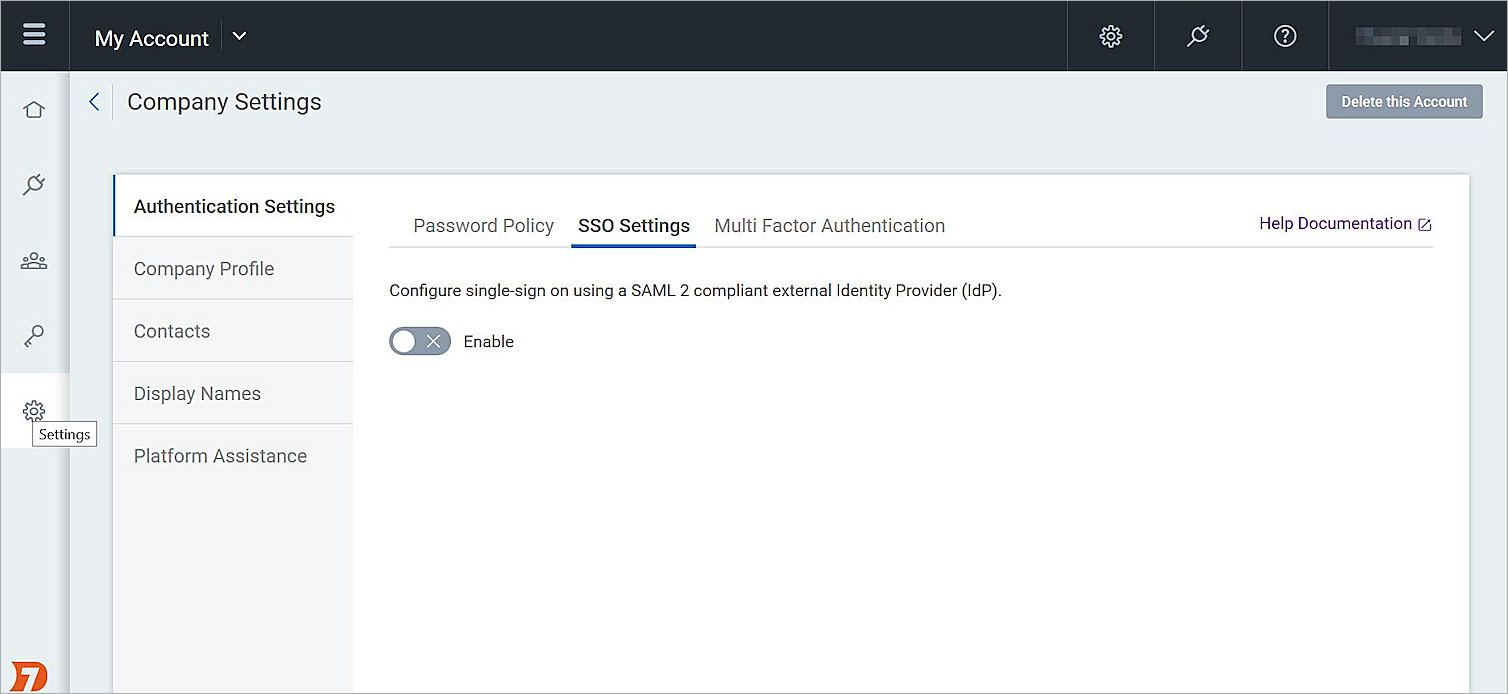 My Account
Company Settings
Delete this Account
Authentication Settings
Company Profile
Contacts
Display Names
Platform Assistance
Settings
Password Policy
SSO Settings
Multi Factor Authentication
Help Documentation
Configure single-sign on using a SAML 2 compliant external Identity Provider (IdP).
Enable
7